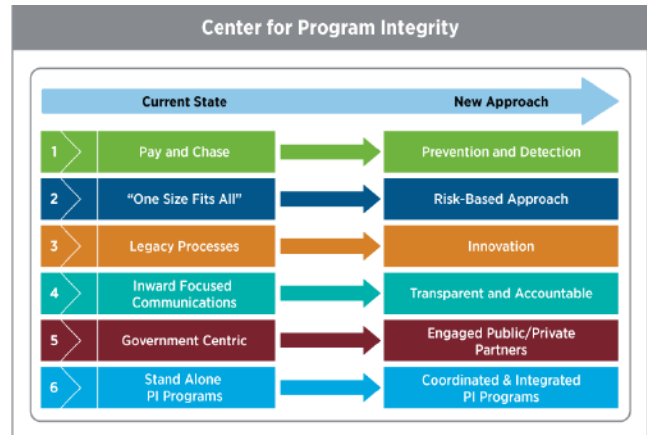 Center for Program Integrity
Current State
New Approach
1
Pay and Chase
Prevention and Detection
2
"One Size Fits All"
Risk-Based Approach
3
Legacy Processes
Innovation
4
Inward Focused
Communications
Transparent and Accountable
5
Government Centric
Engaged Public/Private
Partners
6
Stand Alone
PI Programs
Coordinated & Integrated
PI Programs